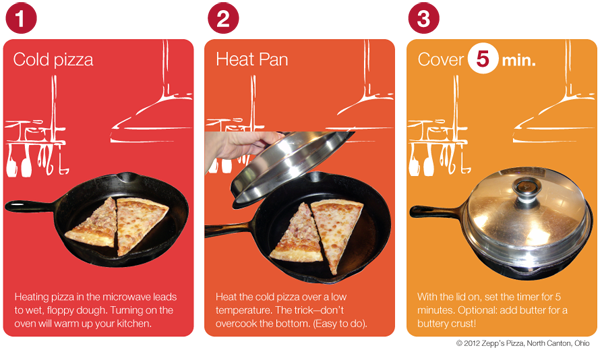 1
2
3
Cold pizza
Heat Pan
Cover 5 min.
Heating pizza in the microwave leads
to wet, floppy dough. Turning on the
oven will warm up your kitchen.
Heat the cold pizza over a low
temperature. The trick—don't
overcook the bottom. (Easy to do).
With the lid on, set the timer for 5
minutes. Optional: add butter for a
buttery crust!
© 2012 Zepp's Pizza, North Canton, Ohio